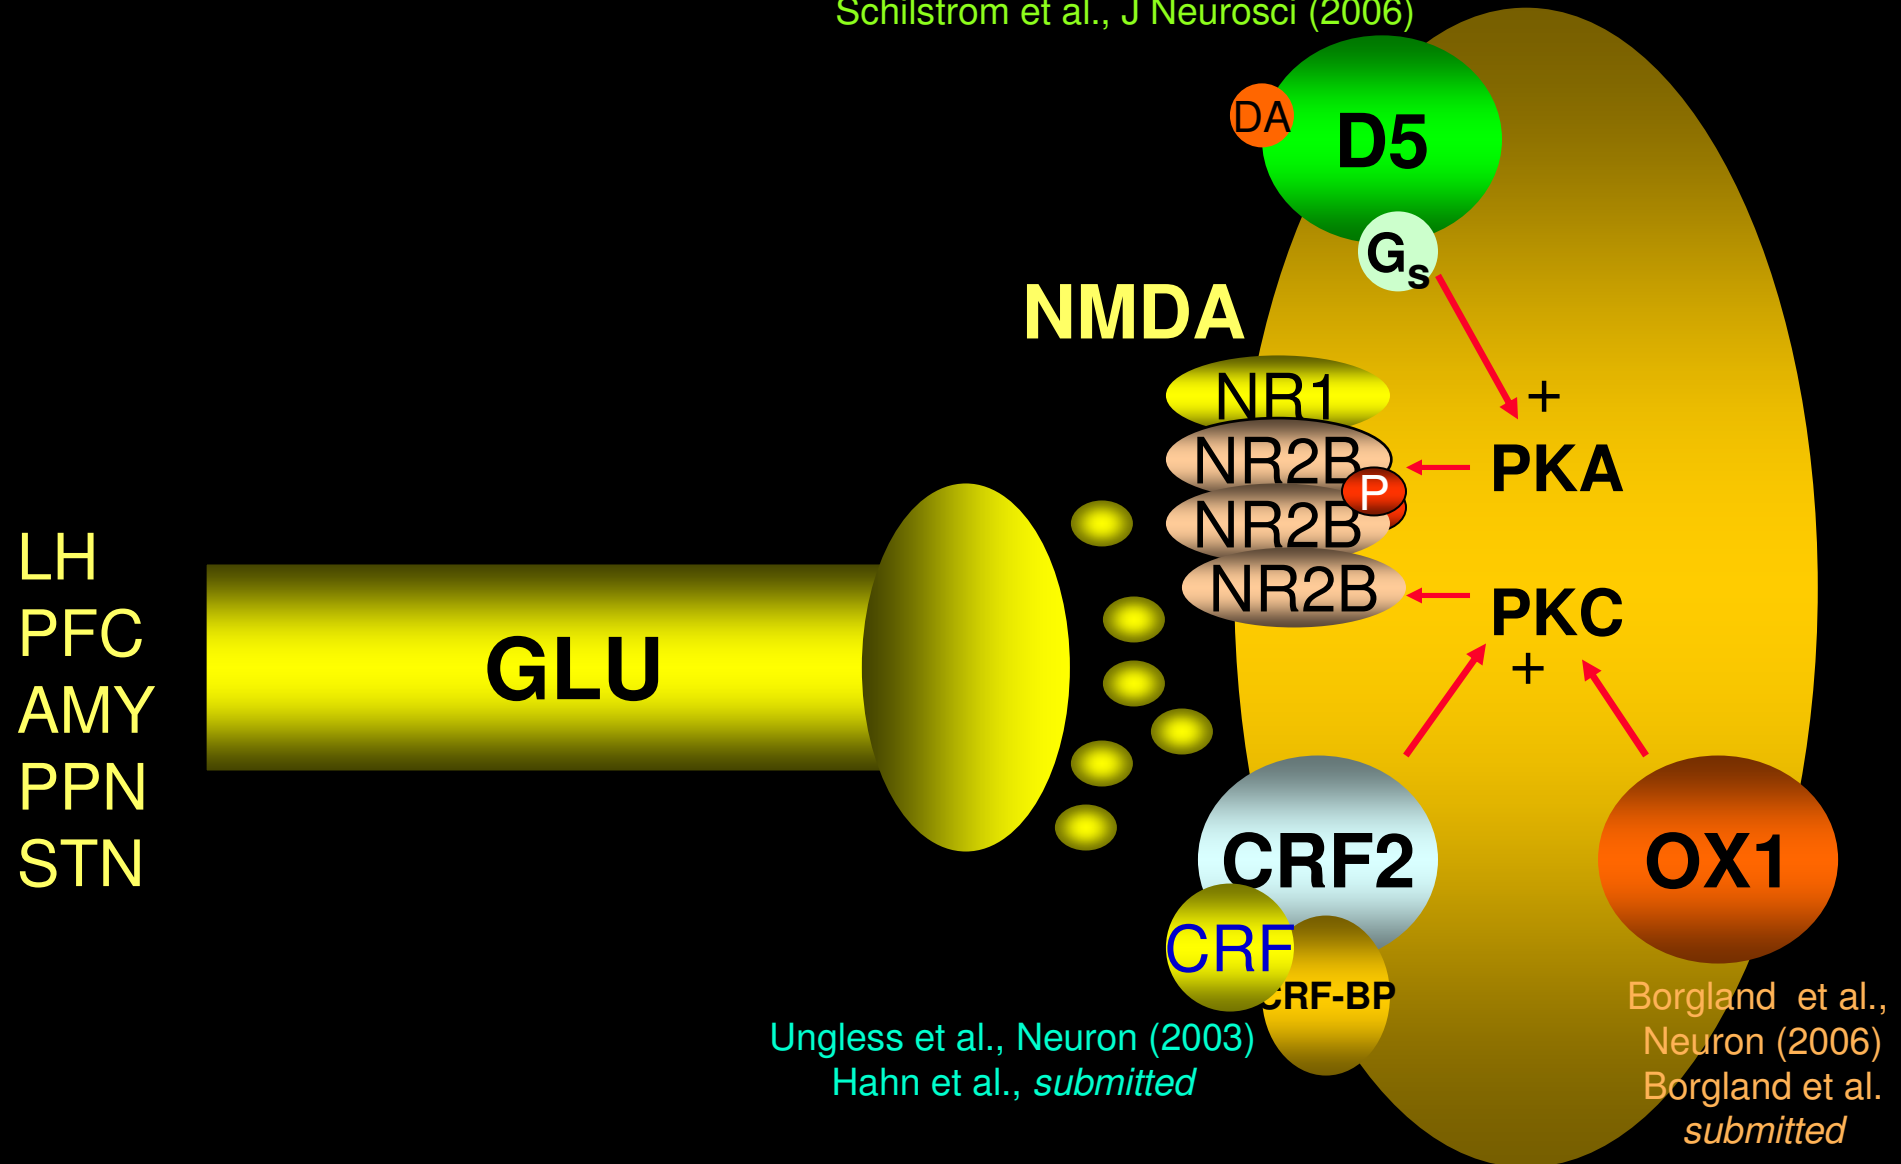 Schilstrom et al., J Neurosci (2006)
DA
D5
Gs
NMDA
NR1
NR2B
P
NR2B
NR2B
+
PKA
PKC
+
LH
PFC
AMY
PPN
STN
GLU
CRF2
OX1
CRF
CRF-BP
Ungless et al., Neuron (2003)
Hahn et al., submitted
Borgland et al.,
Neuron (2006)
Borgland et al.
submitted